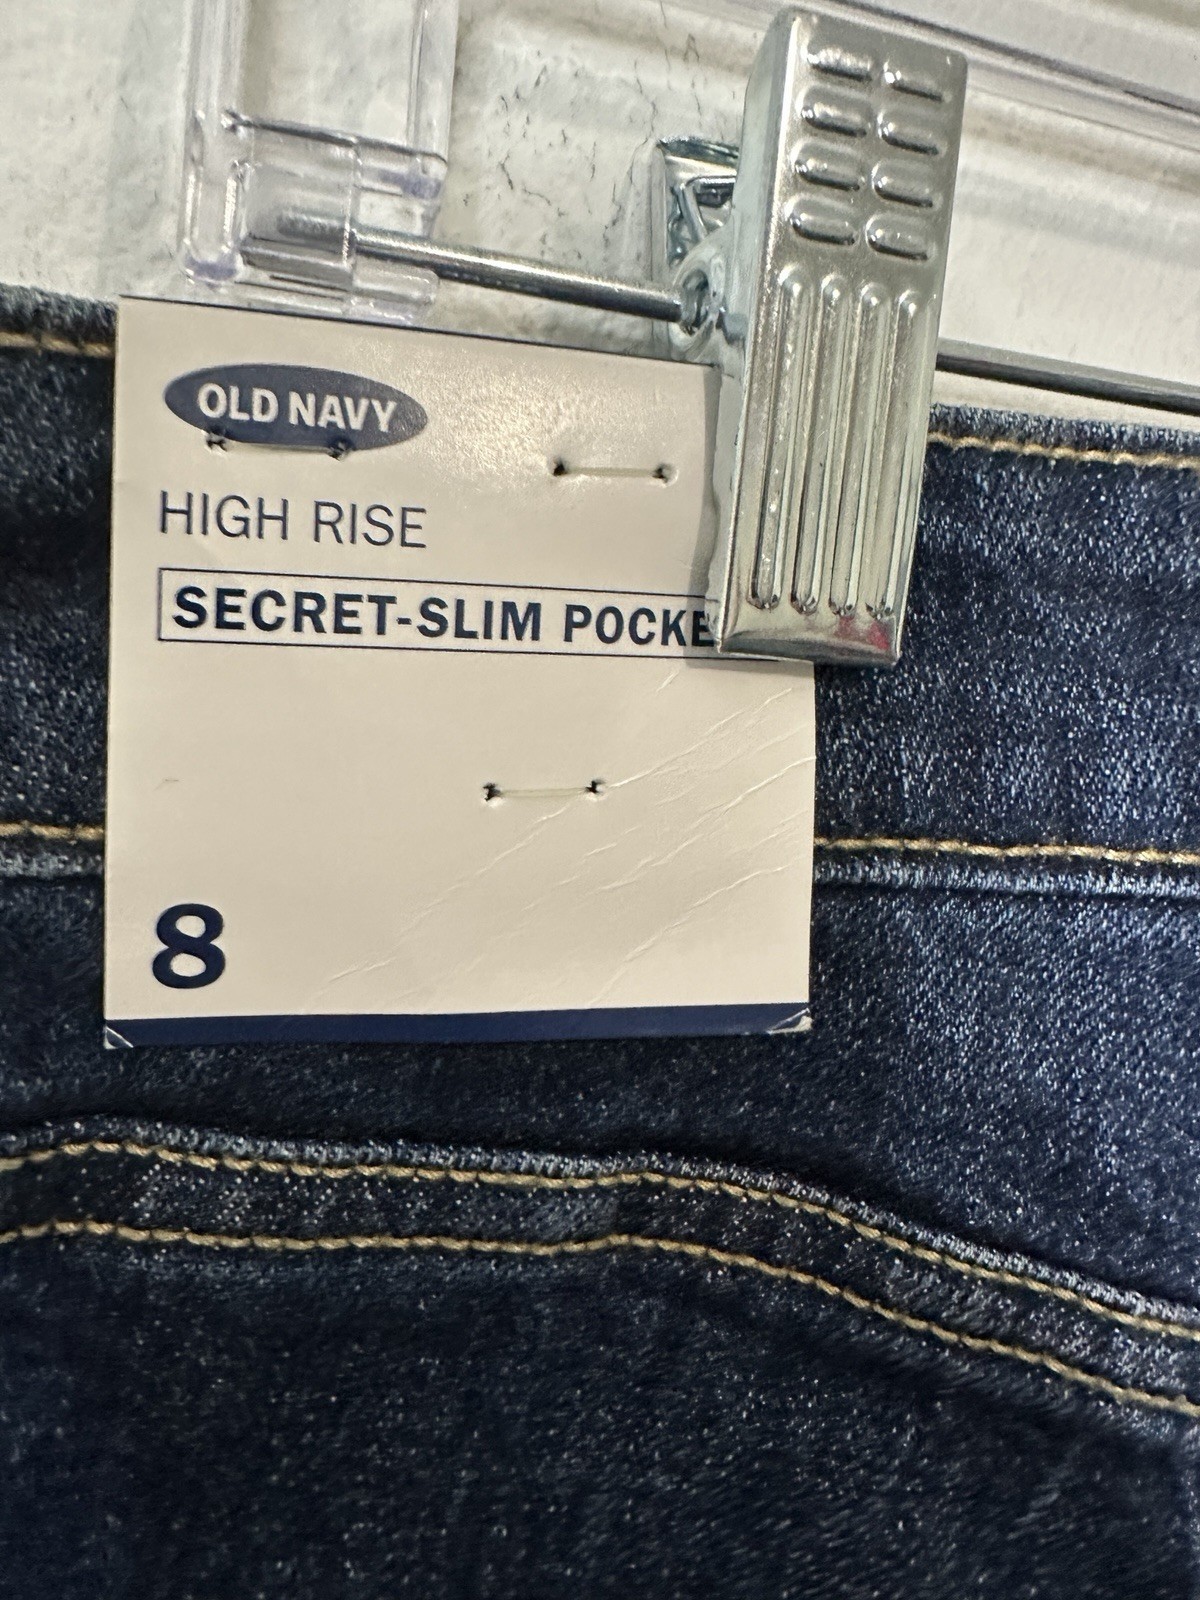 OLD NAVY
HIGH RISE
SECRET-SLIM POCKE
8